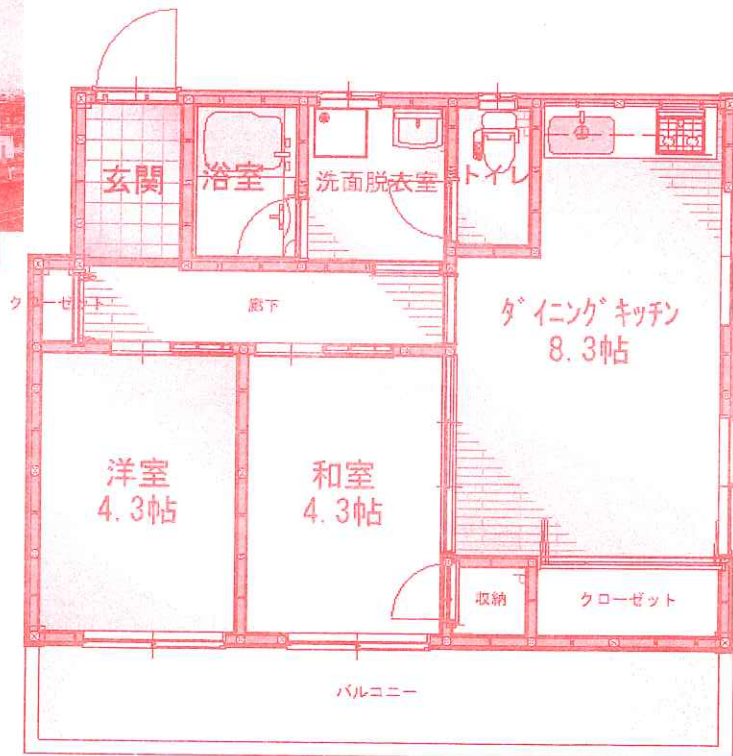 玄関
浴室
洗面脱衣室
トイレ
クローゼット
廊下
ダイニングキッチン
8.3帖
洋室
4.3帖
和室
4.3帖
収納
クローゼット
バルコニー